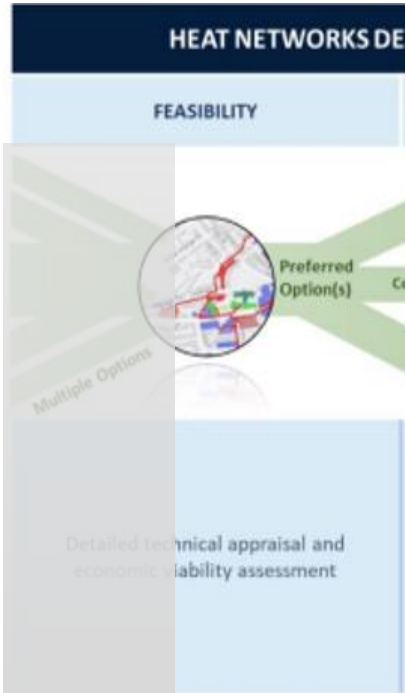 HEAT NETWORKS DE
FEASIBILITY
Preferred
Option(s)
Multiple Options
Detailed technical appraisal and
economic viability assessment